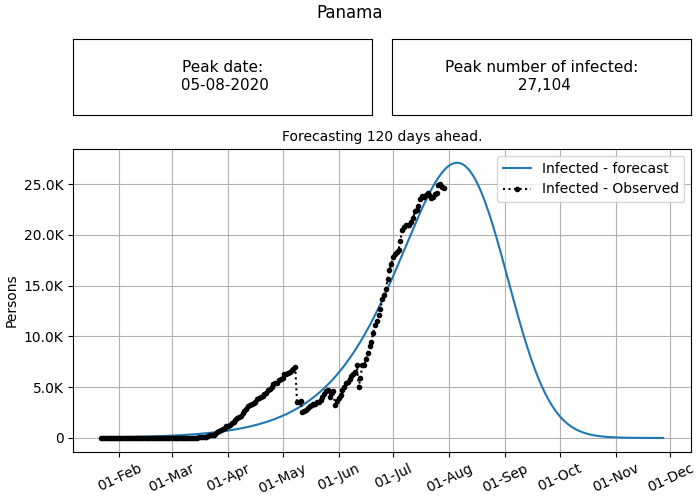 Panama
Peak date:
05-08-2020
Peak number of infected:
27,104
Forecasting 120 days ahead.
Infected - forecast
Infected - Observed
Persons
25.0K
20.0K
15.0K
10.0K
5.0K
0
01-Feb
01-Mar
01-Apr
01-May
01-Jun
01-Jul
01-Aug
01-Sep
01-Oct
01-Nov
01-Dec